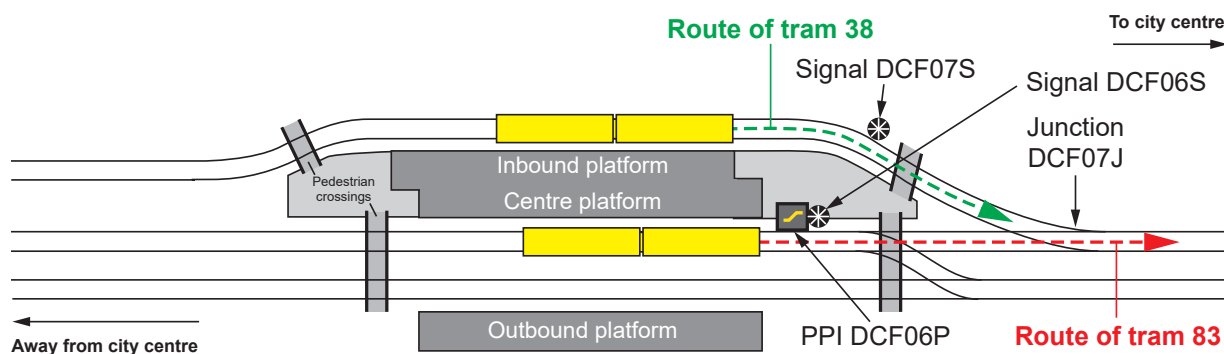 To city centre
Route of tram 38
Signal DCF07S
Signal DCF06S
Junction
DCF07J
Inbound platform
Pedestrian
crossings
Centre platform
Outbound platform
PPI DCF06P
Route of tram 83
Away from city centre